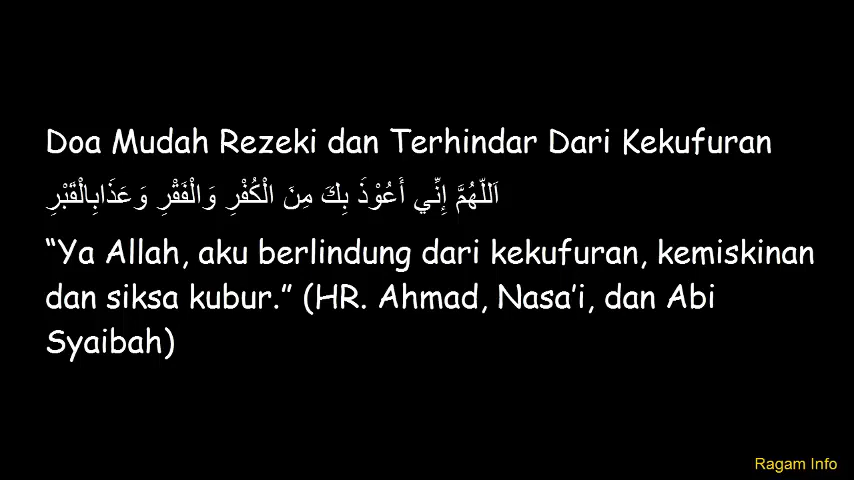 Doa Mudah Rezeki dan Terhindar Dari Kekufuran
اَللّهُمَّ إِنِّي أَعُوْذَ بِكَ مِنَ الْكُفْرِ وَالْفَقْرِ وَعَذَابِالْقَبْرِ
“Ya Allah, aku berlindung dari kekufuran, kemiskinan
dan siksa kubur.” (HR. Ahmad, Nasa’i, dan Abi
Syaibah)
Ragam Info